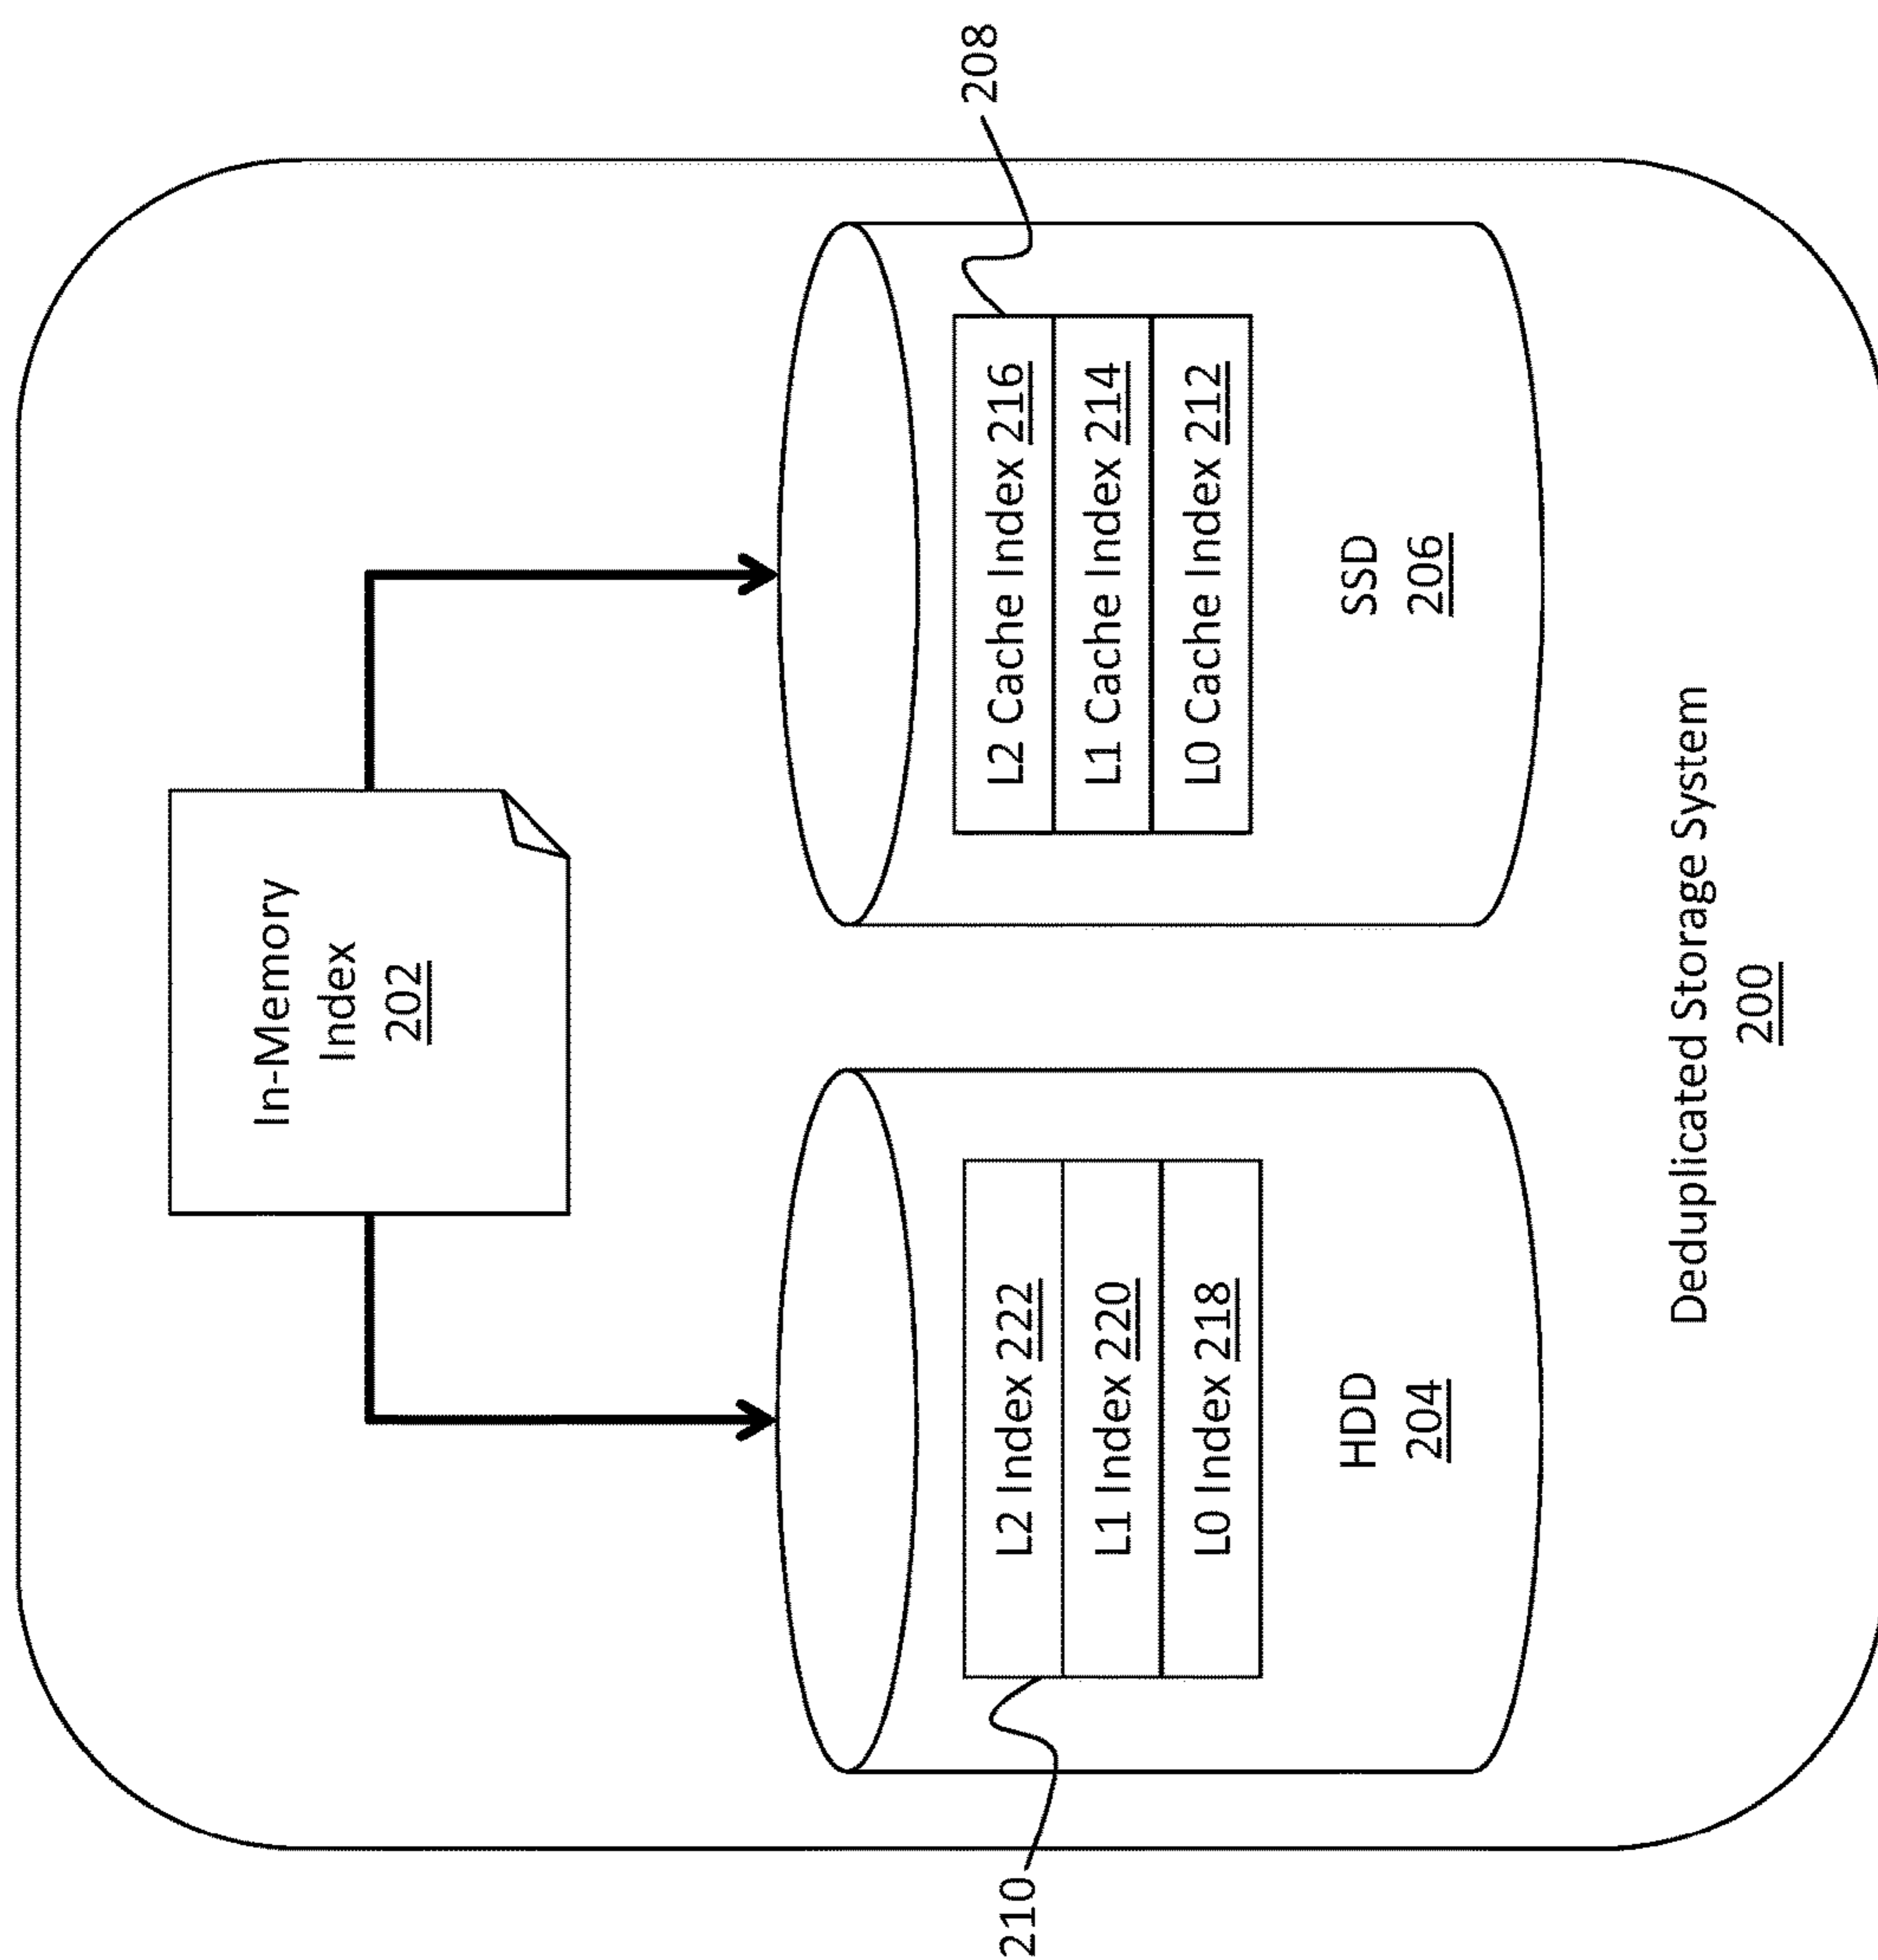 In-Memory
Index
202
210
L2 Index 222
L1 Index 220
L0 Index 218
HDD
204
208
L2 Cache Index 216
L1 Cache Index 214
L0 Cache Index 212
SSD
206
Deduplicated Storage System
200